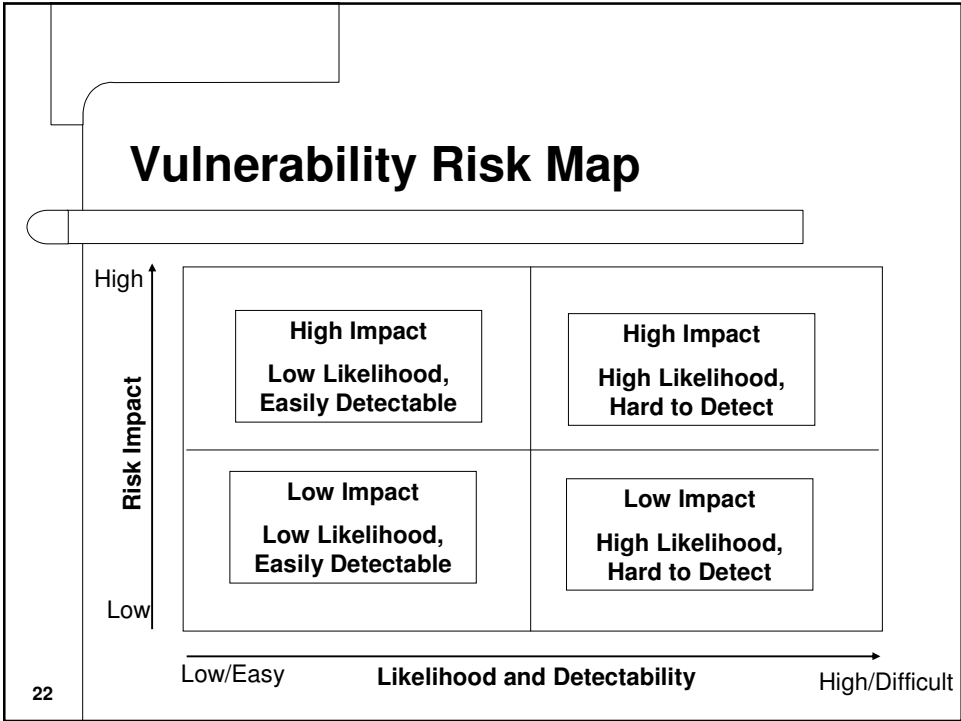 Vulnerability Risk Map
High
Risk Impact
Low
High Impact
Low Likelihood,
Easily Detectable
High Impact
High Likelihood,
Hard to Detect
Low Impact
Low Likelihood,
Easily Detectable
Low Impact
High Likelihood,
Hard to Detect
Low/Easy
Likelihood and Detectability
High/Difficult
22